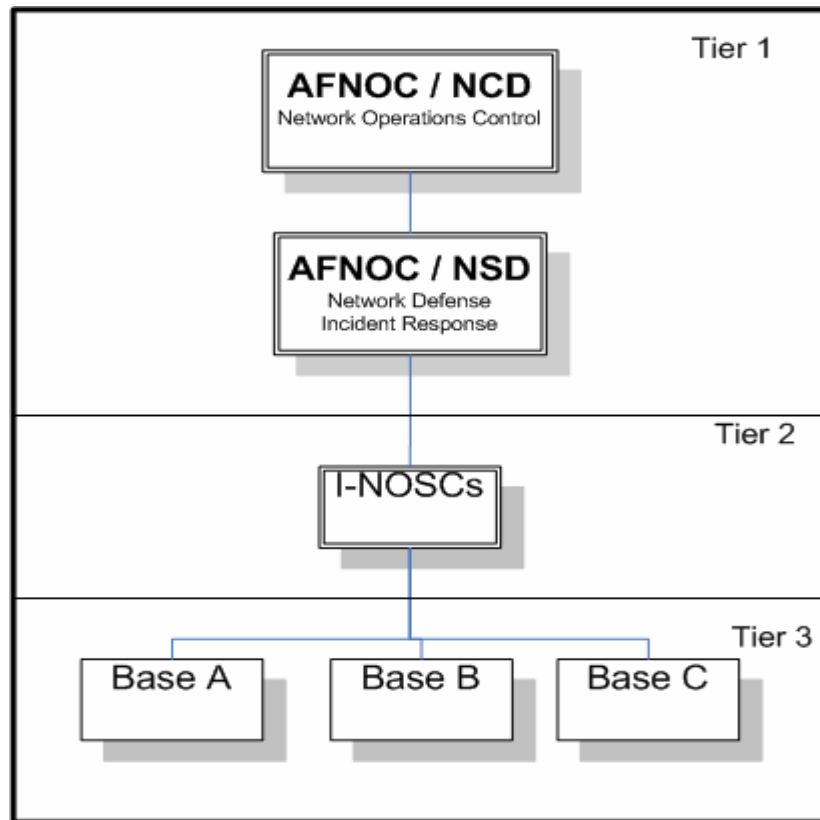 Tier 1
AFNOC / NCD
Network Operations Control
AFNOC / NSD
Network Defense
Incident Response
Tier 2
I-NOSCs
Tier 3
Base A
Base B
Base C